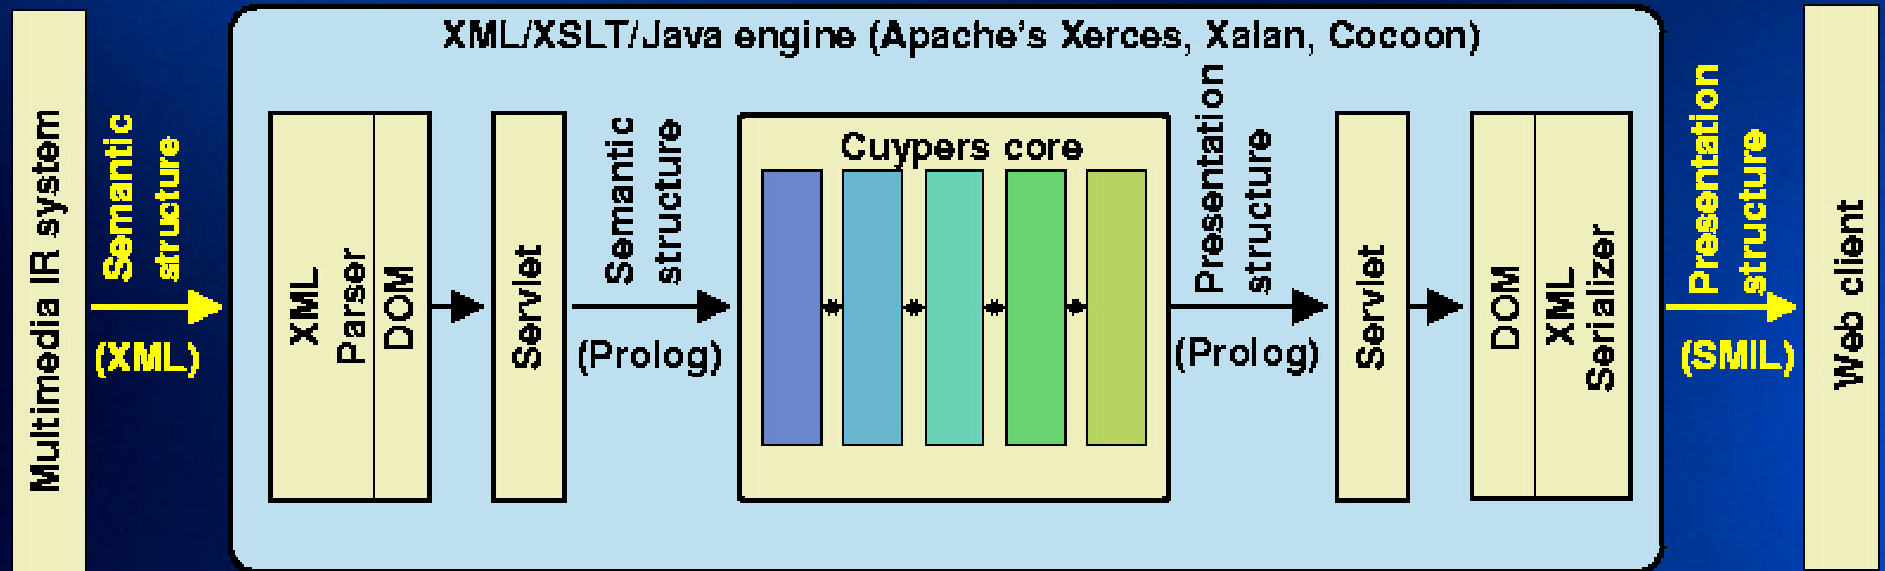 XML/XSLT/Java engine (Apache's Xerces, Xalan, Cocoon)
Multimedia IR system
Semantic
structure
(XML)
XML
Parser
DOM
Servlet
Semantic
structure
(Prolog)
Cuypers core
Presentation
structure
(Prolog)
Servlet
DOM
XML
Serializer
Presentation
structure
(SMIL)
Web client